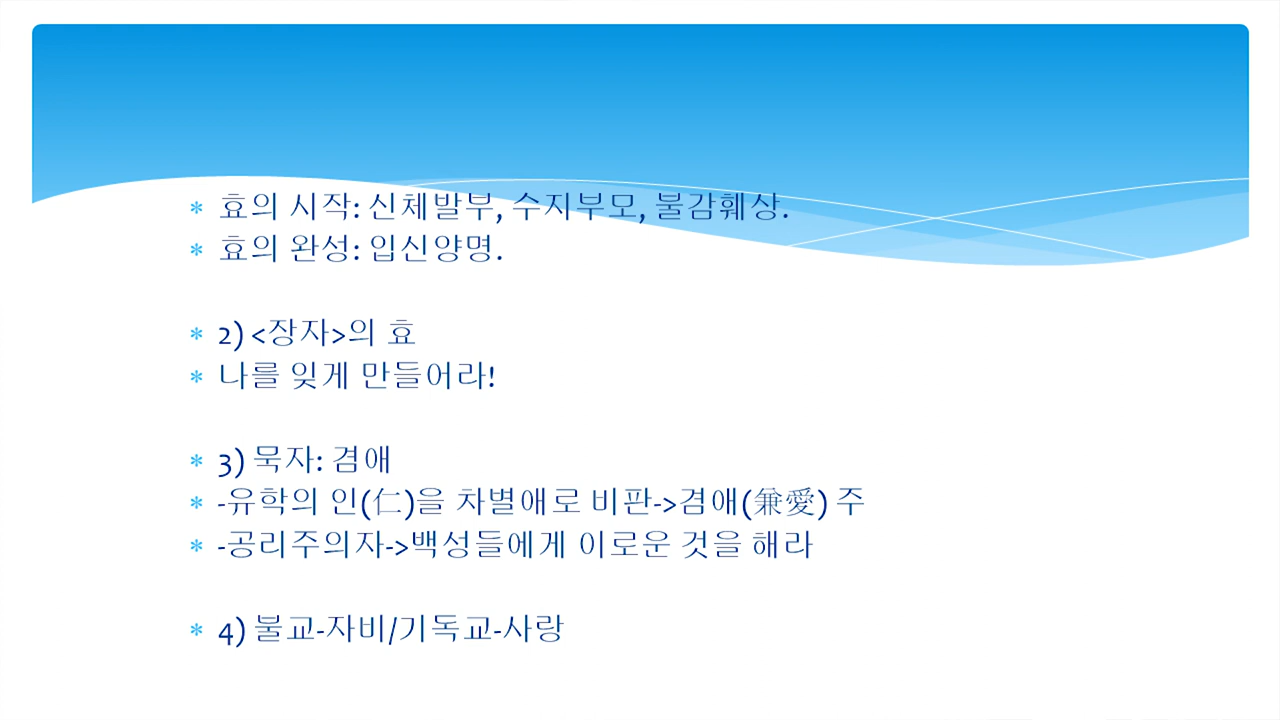 * 효의 시작: 신체발부, 수지부모, 불감훼상.
* 효의 완성: 입신양명.
* 2) <장자>의 효
* 나를 잊게 만들어라!
* 3) 묵자: 겸애
* -유학의 인(仁)을 차별애로 비판->겸애(兼愛) 주
* -공리주의자->백성들에게 이로운 것을 해라
* 4) 불교-자비/기독교-사랑